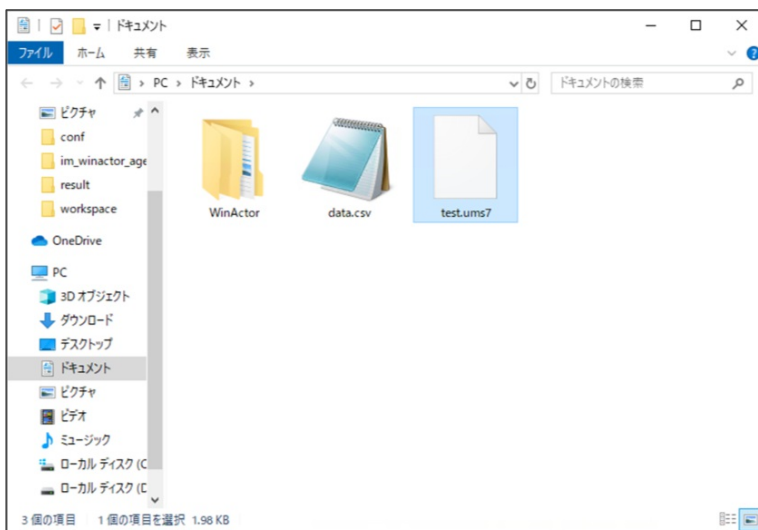 ドキュメント
ファイル ホーム 共有 表示
PC › ドキュメント ›
ドキュメントの検索
ピクチャ
conf
im_winactor_age
result
workspace
OneDrive
PC
3D オブジェクト
ダウンロード
デスクトップ
ドキュメント
ピクチャ
ビデオ
ミュージック
ローカル ディスク (C
ローカル ディスク (D
WinActor
data.csv
test.ums7
3 個の項目 1 個の項目を選択 1.98 KB